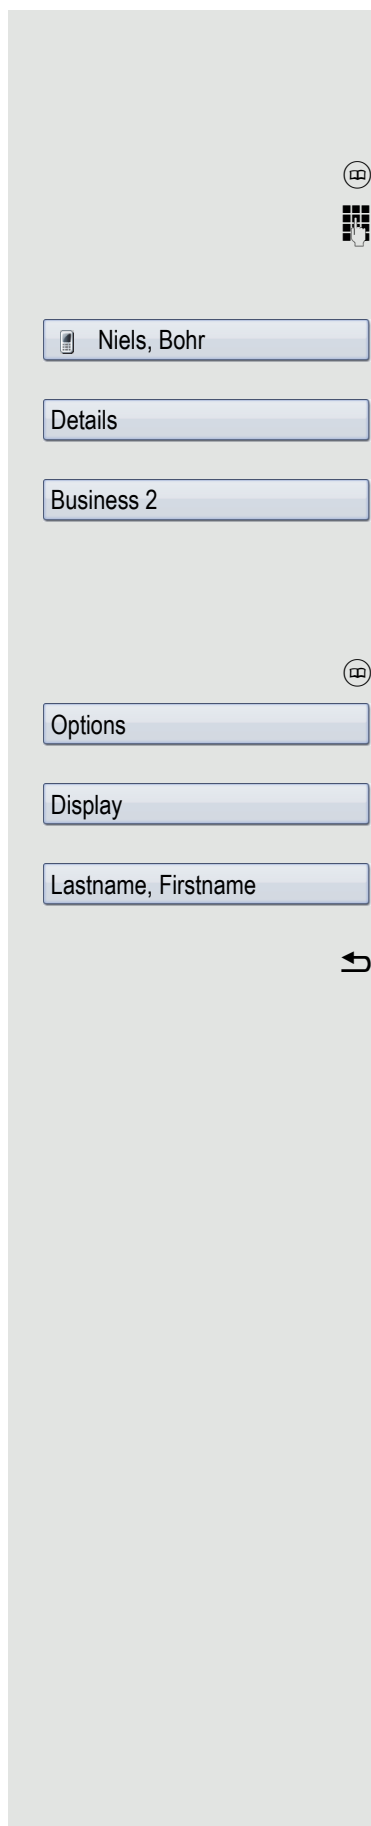 Niels, Bohr
Details
Business 2
Options
Display
Lastname, Firstname